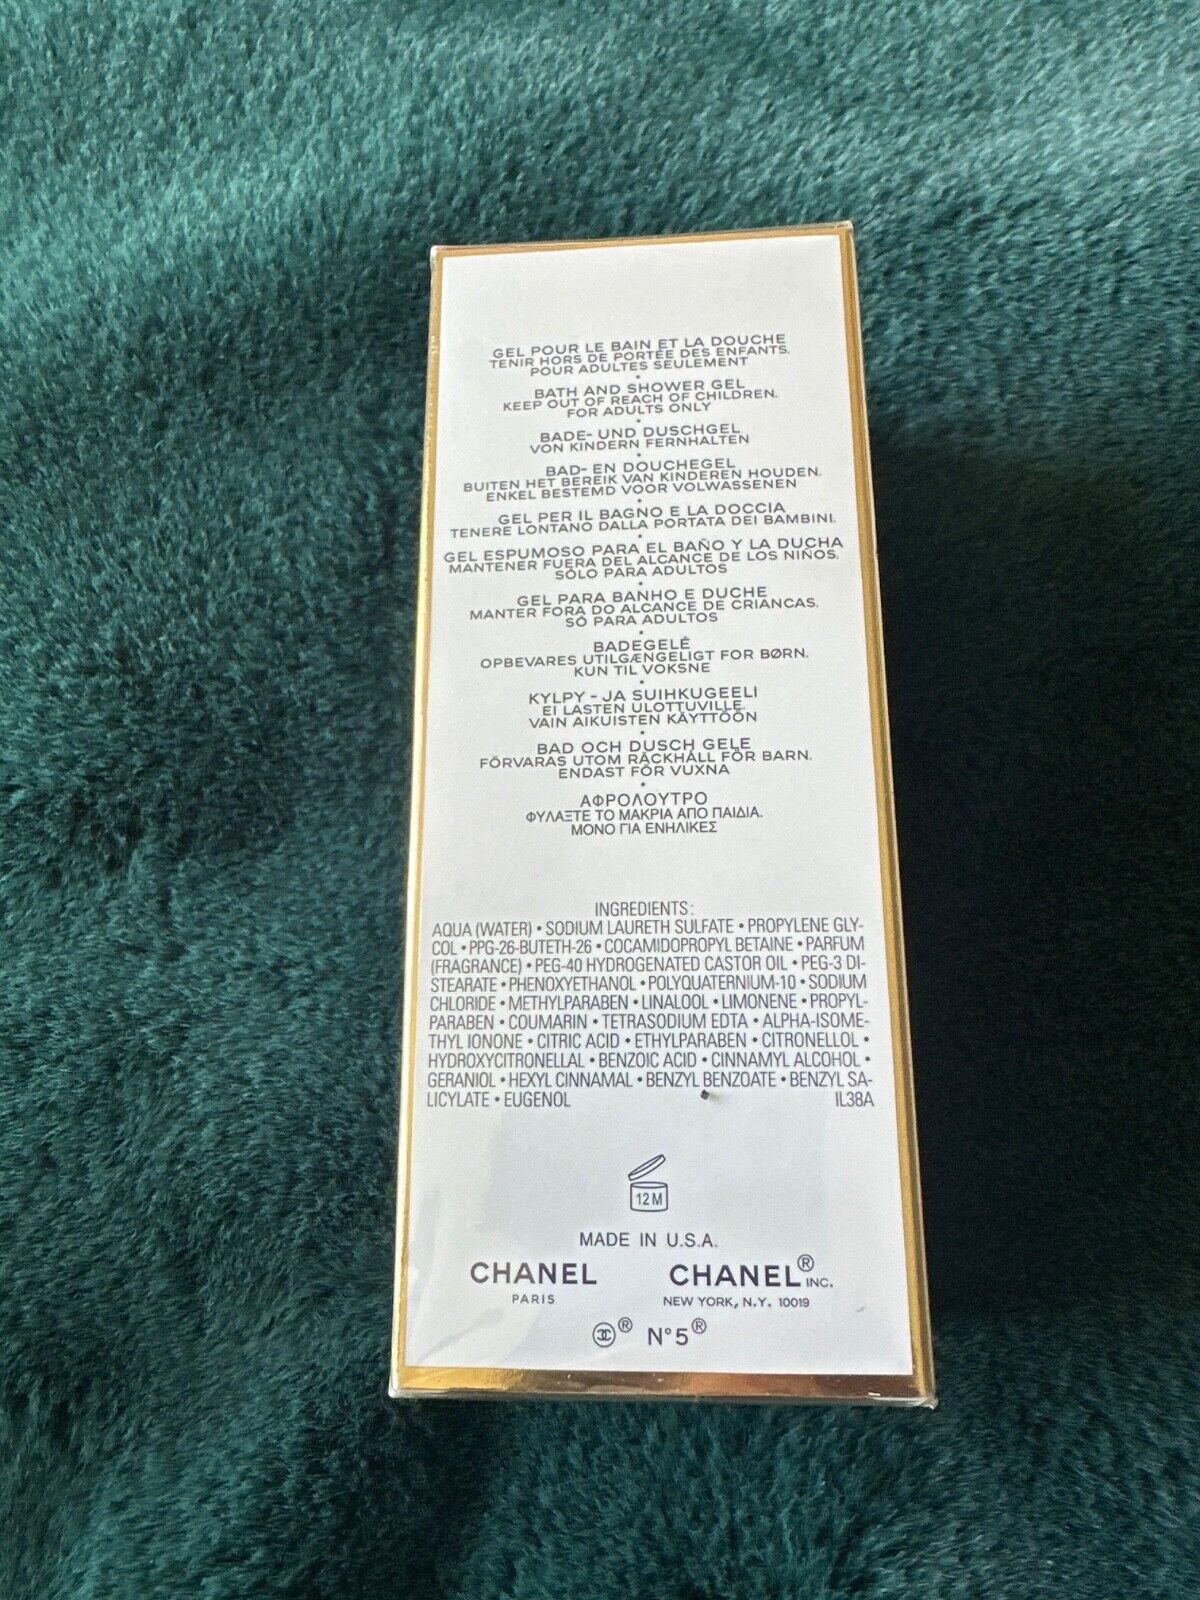 GEL POUR LE BAIN ET LA DOUCHE
TENIR HORS DE PORTÉE DES ENFANTS.
POUR ADULTES SEULEMENT
•
BATH AND SHOWER GEL
KEEP OUT OF REACH OF CHILDREN.
FOR ADULTS ONLY
•
BADE- UND DUSCHGEL
VON KINDERN FERNHALTEN
•
BAD- EN DOUCHEGEL
BUITEN HET BEREIK VAN KINDEREN HOUDEN.
ENKEL BESTEMD VOOR VOLWASSENEN
•
GEL PER IL BAGNO E LA DOCCIA
TENERE LONTANO DALLA PORTATA DEI BAMBINI.
•
GEL ESPUMOSO PARA EL BAÑO Y LA DUCHA
MANTENER FUERA DEL ALCANCE DE LOS NIÑOS.
SÓLO PARA ADULTOS
•
GEL PARA BANHO E DUCHE
MANTER FORA DO ALCANCE DE CRIANCAS.
SÓ PARA ADULTOS
•
BADEGELÉ
OPBEVARES UTILGÆNGELIGT FOR BØRN.
KUN TIL VOKSNE
•
KYLPY - JA SUIHKUGEELI
EI LASTEN ULOTTUVILLE.
VAIN AIKUISTEN KÄYTTÖÖN
•
BAD OCH DUSCH GELE
FÖRVARAS UTOM RÄCKHÅLL FÖR BARN.
ENDAST FÖR VUXNA
•
ΑΦΡΟΛΟΥΤΡΟ
ΦΥΛΑΞΤΕ ΤΟ ΜΑΚΡΙΑ ΑΠΟ ΠΑΙΔΙΑ.
ΜΟΝΟ ΓΙΑ ΕΝΗΛΙΚΕΣ
INGREDIENTS:
AQUA (WATER) • SODIUM LAURETH SULFATE • PROPYLENE GLY-
COL • PPG-26-BUTETH-26 • COCAMIDOPROPYL BETAINE • PARFUM
(FRAGRANCE) • PEG-40 HYDROGENATED CASTOR OIL • PEG-3 DI-
STEARATE • PHENOXYETHANOL • POLYQUATERNIUM-10 • SODIUM
CHLORIDE • METHYLPARABEN • LINALOOL • LIMONENE • PROPYL-
PARABEN • COUMARIN • TETRASODIUM EDTA • ALPHA-ISOME-
THYL IONONE • CITRIC ACID • ETHYLPARABEN • CITRONELLOL •
HYDROXYCITRONELLAL • BENZOIC ACID • CINNAMYL ALCOHOL •
GERANIOL • HEXYL CINNAMAL • BENZYL BENZOATE • BENZYL SA-
LICYLATE • EUGENOL IL38A
12 M
MADE IN U.S.A.
CHANEL CHANEL® INC.
PARIS NEW YORK, N.Y. 10019
® N°5®